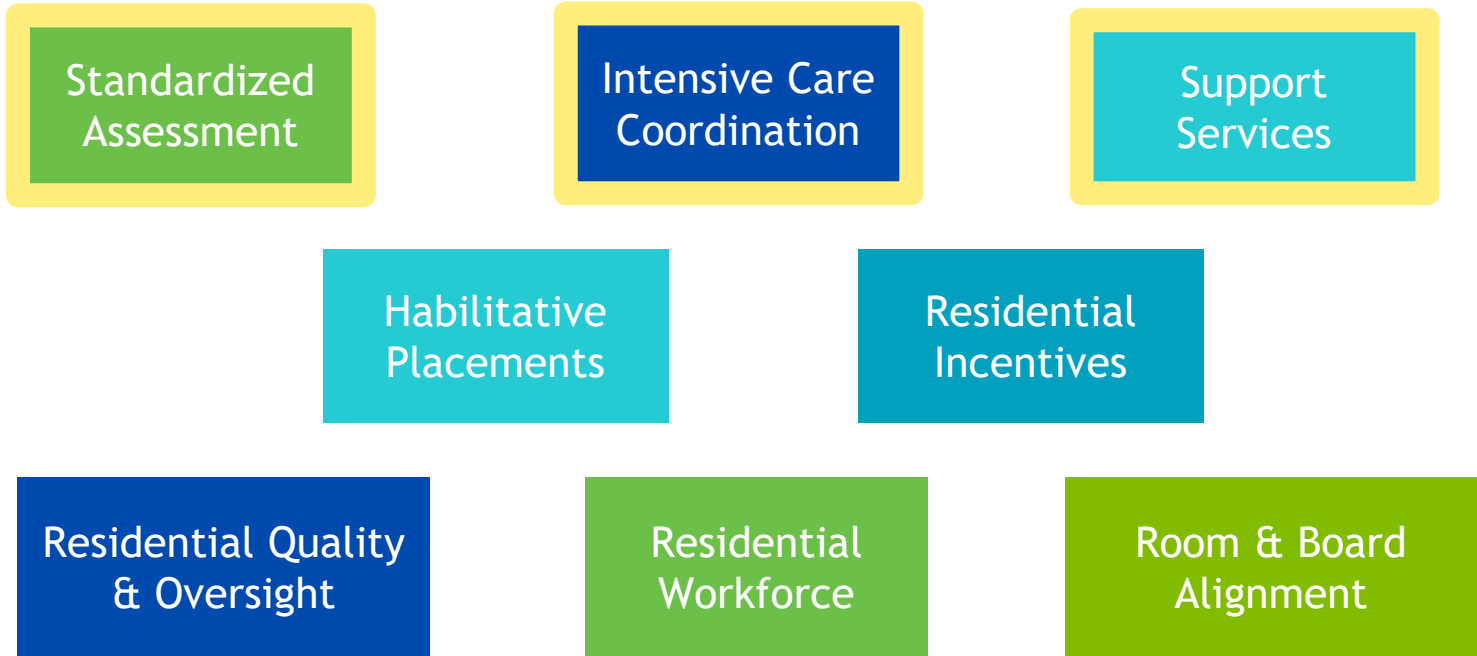 Standardized
Assessment
Intensive Care
Coordination
Support
Services
Habilitative
Placements
Residential
Incentives
Residential Quality
& Oversight
Residential
Workforce
Room & Board
Alignment